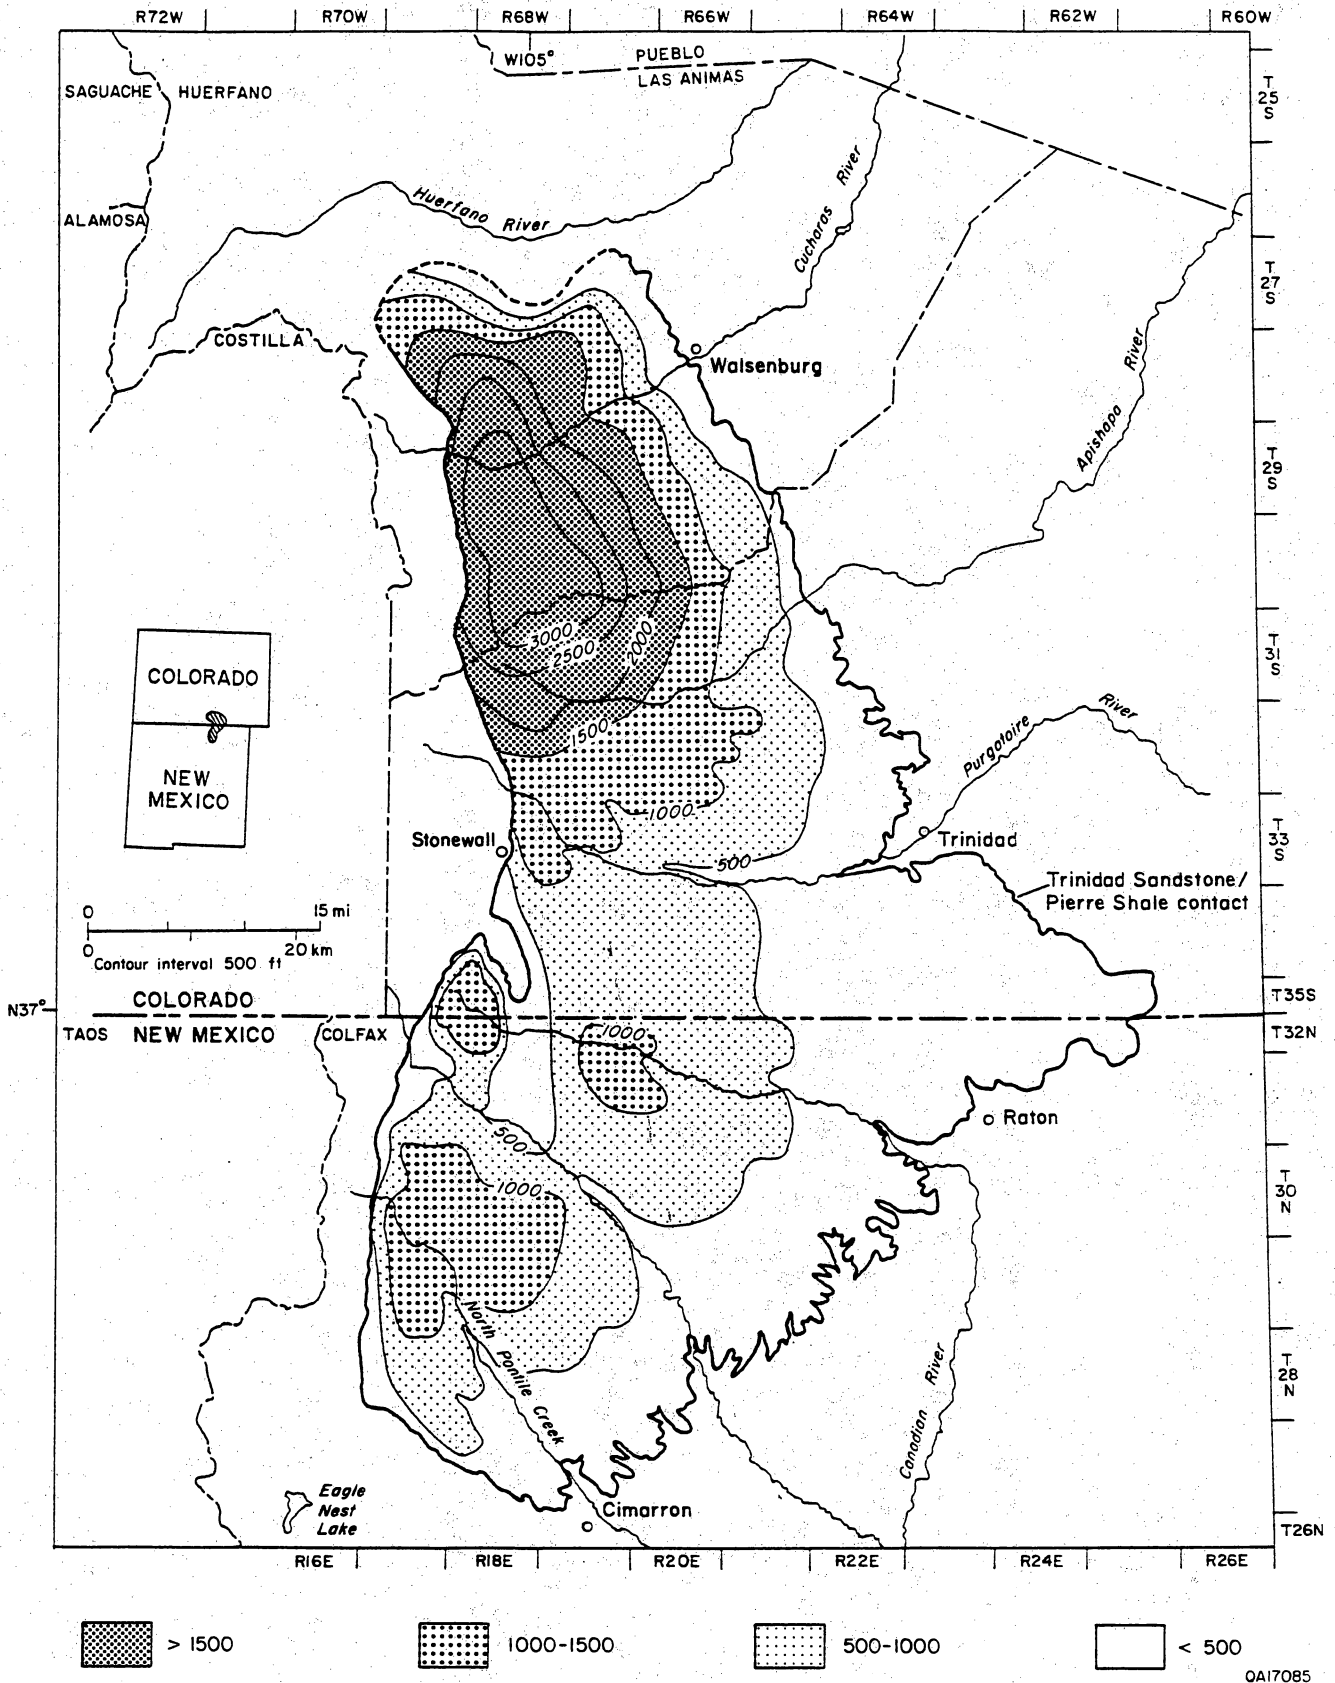 R72W R70W R68W R66W R64W R62W R60W
W105°
PUEBLO
LAS ANIMAS
SAGUACHE HUERFANO
T
25
S
ALAMOSA
Huerfano River
Cucharas River
T
27
S
COSTILLA
Walsenburg
Apishapa River
T
29
S
3000
2500
2000
1500
T
31
S
COLORADO
NEW
MEXICO
Purgatoire River
1000
Stonewall
500
Trinidad
T
33
S
Trinidad Sandstone/
Pierre Shale contact
0 15 mi
0 20 km
Contour interval 500 ft
N37°
COLORADO
T35S
TAOS NEW MEXICO COLFAX
1000
T32N
Raton
500
1000
T
30
N
North Pontile Creek
Canadian River
T
28
N
Eagle
Nest
Lake
Cimarron
T26N
R16E R18E R20E R22E R24E R26E
> 1500
1000-1500
500-1000
< 500
QA17085